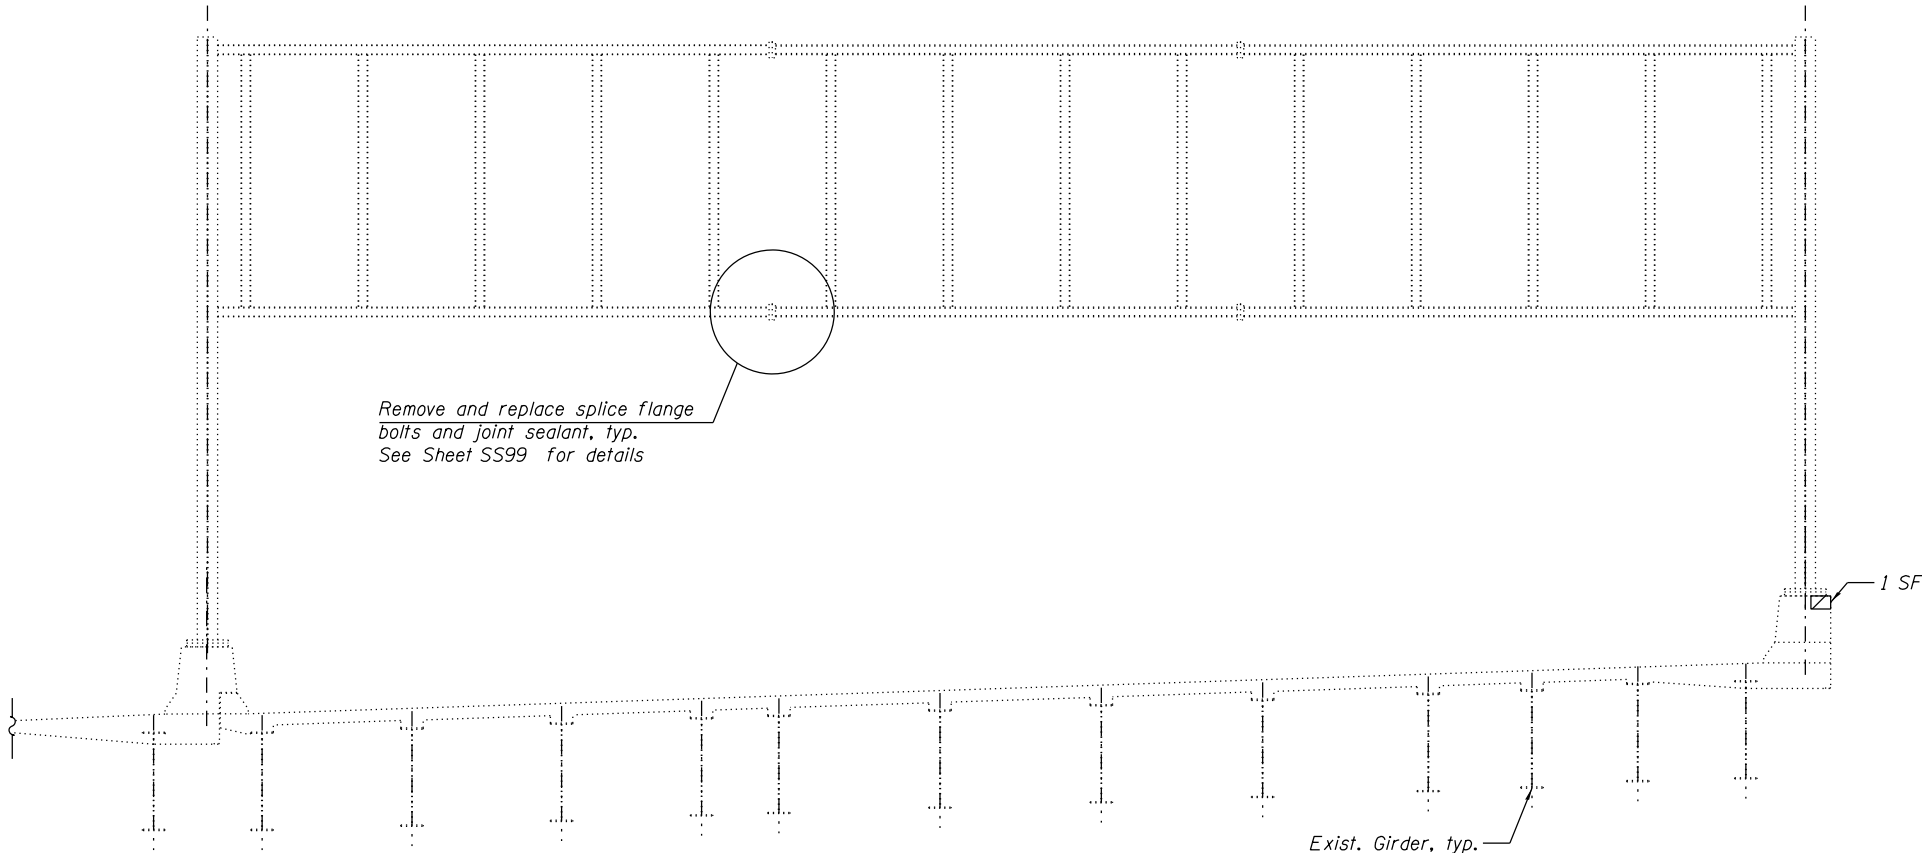 Remove and replace splice flange
bolts and joint sealant, typ.
See Sheet SS99 for details
1 SF
Exist. Girder, typ.